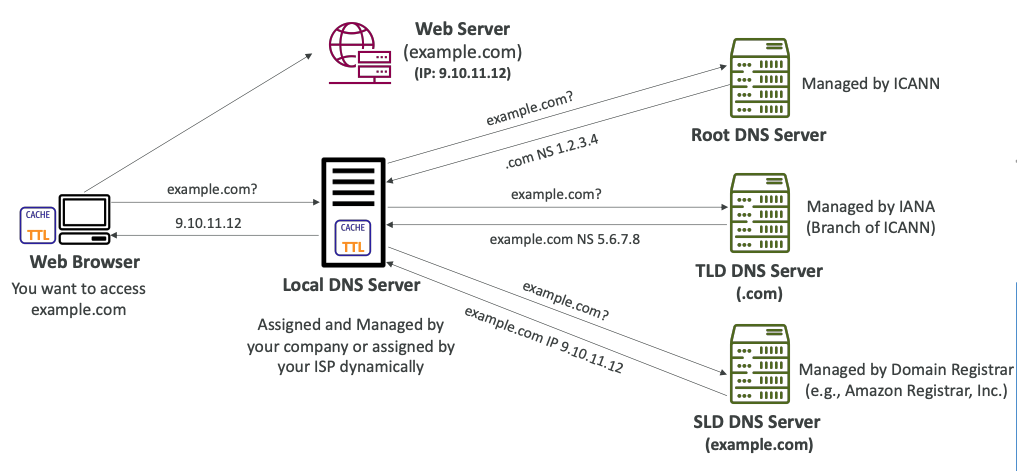 Web Server
(example.com)
(IP: 9.10.11.12)
example.com?
.com NS 1.2.3.4
Managed by ICANN
Root DNS Server
example.com?
9.10.11.12
CACHE
TTL
Web Browser
You want to access
example.com
CACHE
TTL
Local DNS Server
Assigned and Managed by
your company or assigned by
your ISP dynamically
example.com?
example.com NS 5.6.7.8
Managed by IANA
(Branch of ICANN)
TLD DNS Server
(.com)
example.com?
example.com IP 9.10.11.12
Managed by Domain Registrar
(e.g., Amazon Registrar, Inc.)
SLD DNS Server
(example.com)